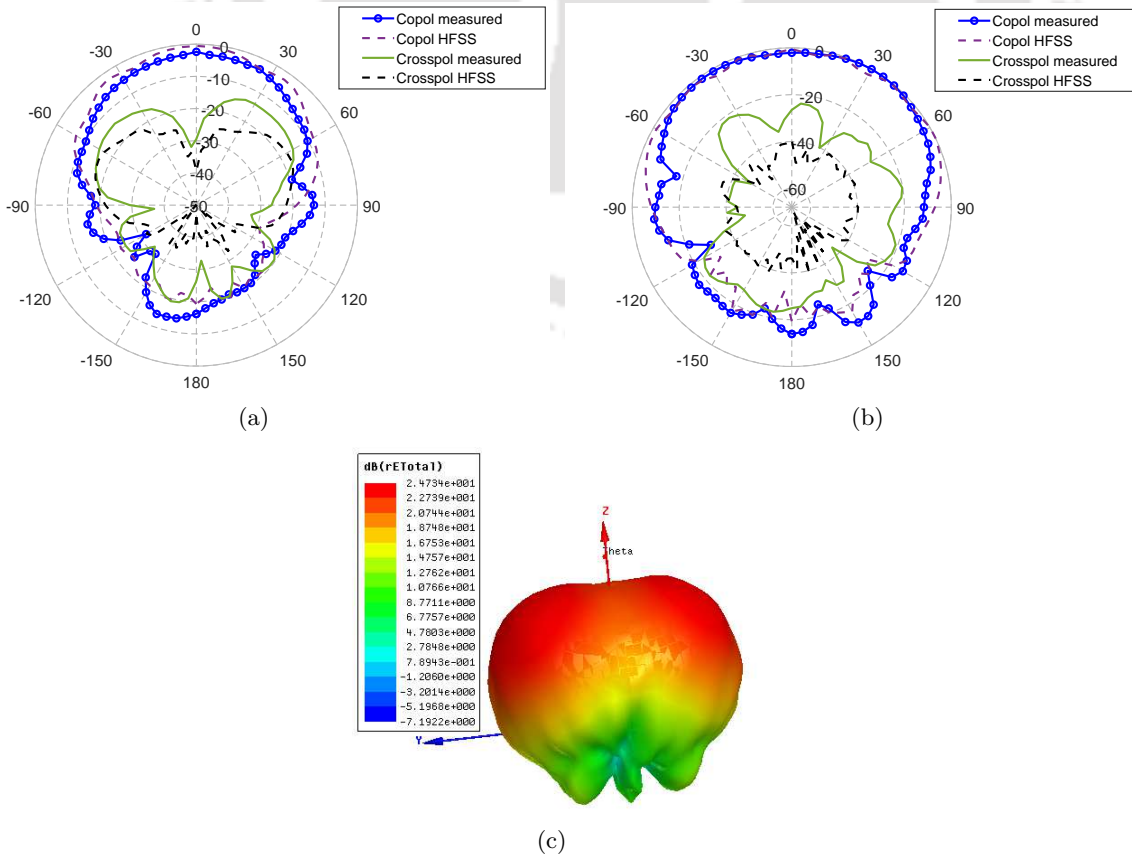 Copol measured
Copol HFSS
Crosspol measured
Crosspol HFSS
0
30
60
90
120
150
180
-150
-120
-90
-60
-30
0
-10
-20
-30
-40
-50
(a)
Copol measured
Copol HFSS
Crosspol measured
Crosspol HFSS
0
30
60
90
120
150
180
-150
-120
-90
-60
-30
0
-20
-40
-60
(b)
dB(rETotal)
2.4734e+001
2.2739e+001
2.0744e+001
1.8748e+001
1.6753e+001
1.4757e+001
1.2762e+001
1.0766e+001
8.7711e+000
6.7757e+000
4.7803e+000
2.7848e+000
7.8943e-001
-1.2060e+000
-3.2014e+000
-5.1968e+000
-7.1922e+000
Z
Theta
Y
(c)